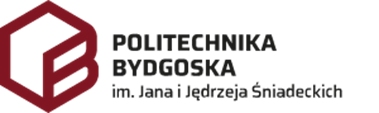 POLITECHNIKA
BYDGOSKA
im. Jana i Jędrzeja Śniadeckich